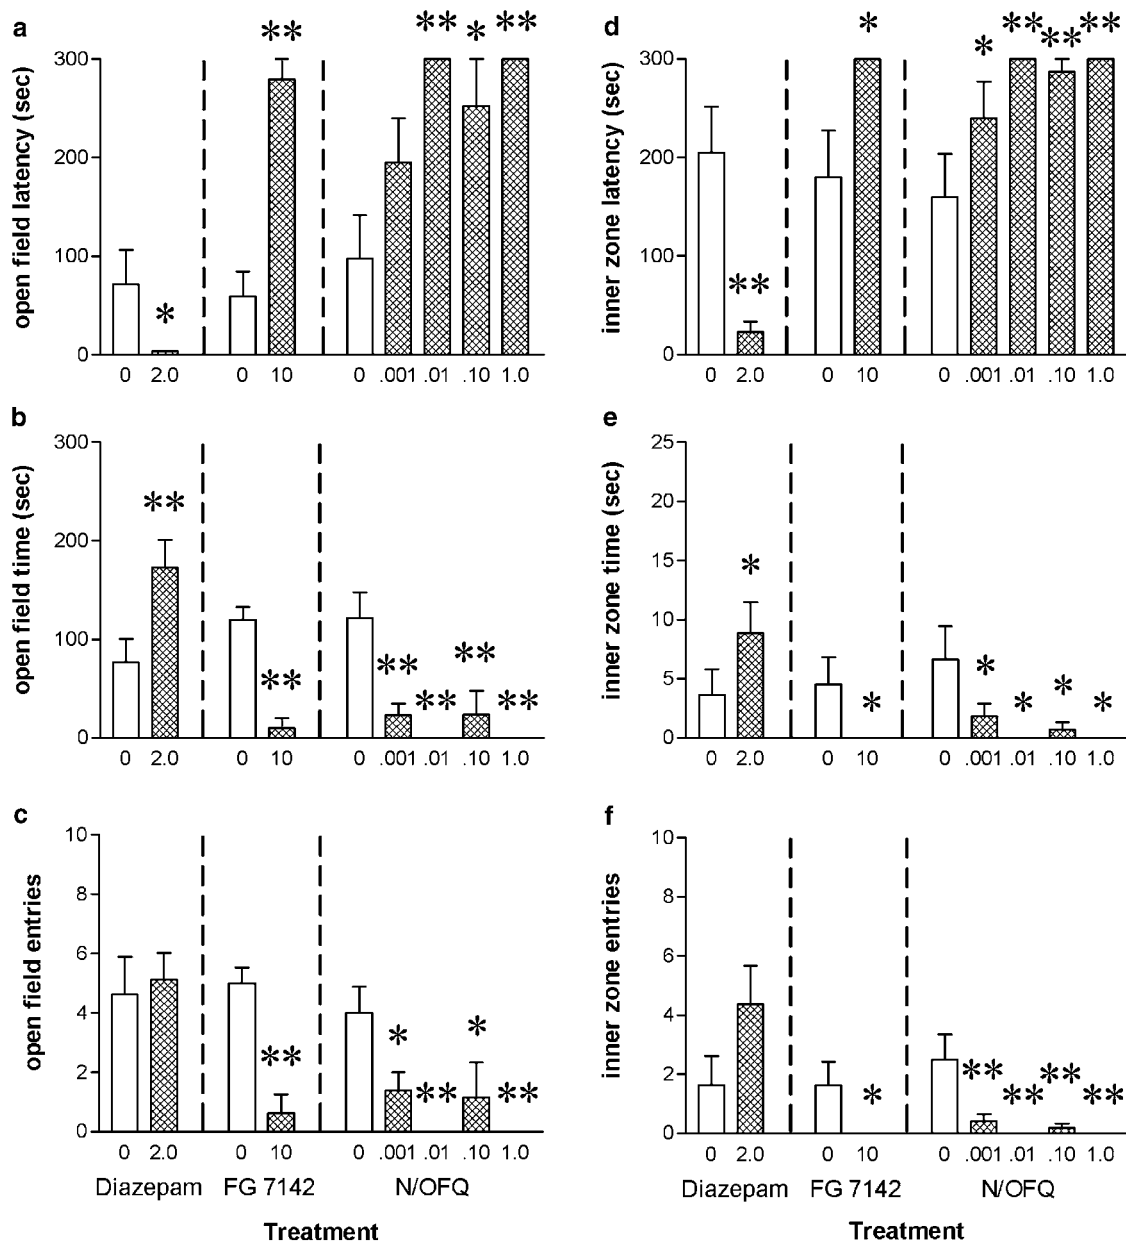 a
** * ** **
open field latency (sec)
300
200
100
0
*
0 2.0 0 10 0 .001 .01 .10 1.0
d
* * ** ** **
inner zone latency (sec)
300
200
100
0
**
0 2.0 0 10 0 .001 .01 .10 1.0
b
open field time (sec)
300
200
100
0
** ** ** ** ** **
0 2.0 0 10 0 .001 .01 .10 1.0
e
inner zone time (sec)
25
20
15
10
5
0
* * * * * *
0 2.0 0 10 0 .001 .01 .10 1.0
c
open field entries
10
8
6
4
2
0
** * ** * **
0 2.0 0 10 0 .001 .01 .10 1.0
Diazepam FG 7142 N/OFQ
Treatment
f
inner zone entries
10
8
6
4
2
0
* ** ** ** **
0 2.0 0 10 0 .001 .01 .10 1.0
Diazepam FG 7142 N/OFQ
Treatment